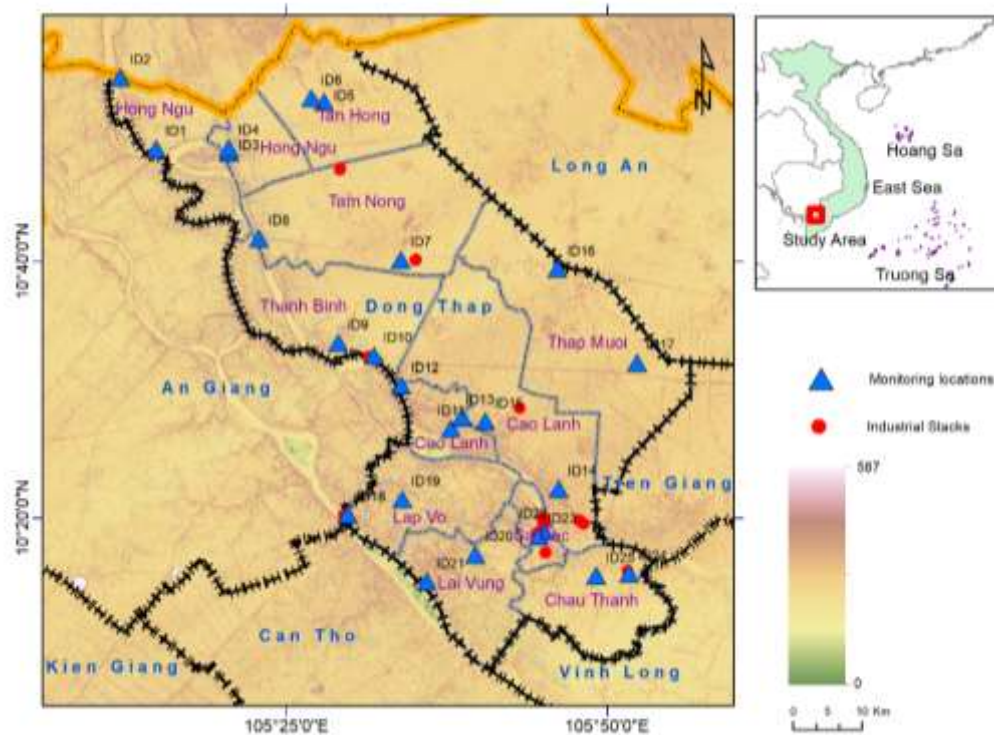 ID2
ID6
ID5
Hong Ngu
Tan Hong
ID1
ID4
ID3
Hong Ngu
Long An
Tam Nong
ID8
ID7
ID16
Thanh Binh
Dong Thap
Thap Muoi
ID9
ID10
ID12
An Giang
ID13
ID15
ID11
Cao Lanh
Cao Lanh
ID14
Tien Giang
ID19
Lap Vo
ID20
ID21
Lai Vung
ID25
Chau Thanh
Can Tho
Kien Giang
Vinh Long
10°40'0"N
10°20'0"N
105°25'0"E
105°50'0"E
N
Hoang Sa
East Sea
Study Area
Truong Sa
Monitoring locations
Industrial Stacks
587
0
0 5 10 Km